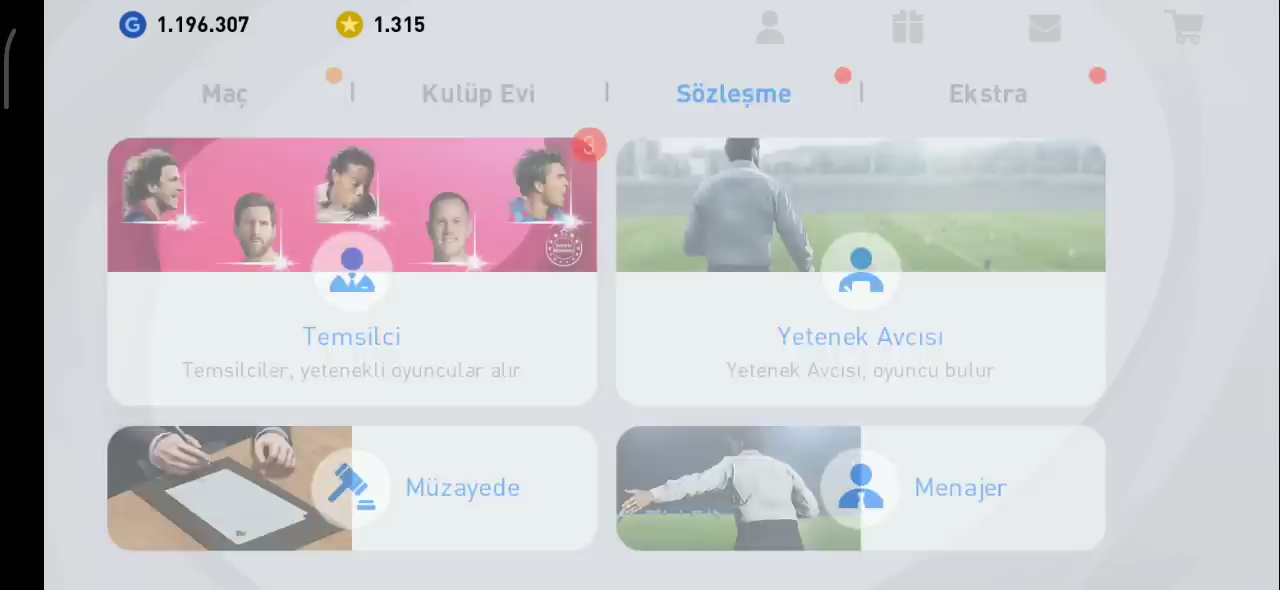 1.196.307
1.315
Maç
Kulüp Evi
Sözleşme
Ekstra
3
Temsilci
Temsilciler, yetenekli oyuncular alır.
Yetenek Avcısı
Yetenek Avcısı, oyuncu bulur
Müzayede
Menajer